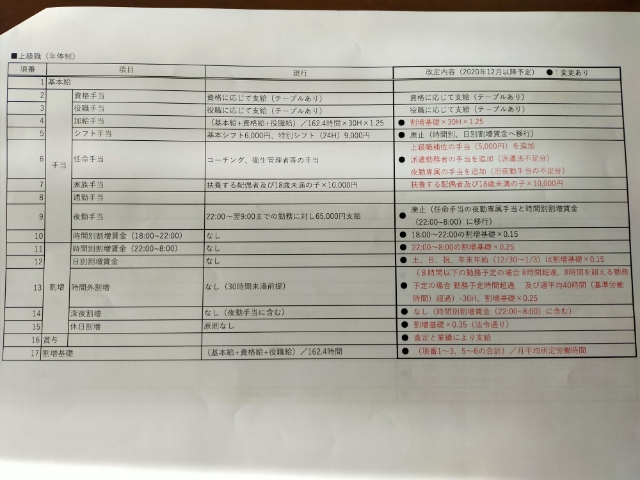 ■上級職（年俸制）
項番 項目 現行 改定内容（2020年12月以降予定） ●：変更あり
1 基本給
2 資格手当 資格に応じて支給（テーブルあり） 資格に応じて支給（テーブルあり）
3 役職手当 役職に応じて支給（テーブルあり） 役職に応じて支給（テーブルあり）
4 加給手当 （基本給+資格給+役職給）／162.4時間×30H×1.25 ● 割増基礎×30H×1.25
5 シフト手当 基本シフト6,000円、特別シフト（24H）9,000円 ● 廃止（時間別、日別割増賃金へ移行）
手当
上級職補位の手当（5,000円）を追加
6 任命手当 コーチング、衛生管理者等の手当 ● 派遣勤務者の手当を追加（派遣法不足分）
夜勤専属の手当を追加（旧夜勤手当の不足分）
7 家族手当 扶養する配偶者及び18歳未満の子×10,000円 扶養する配偶者及び18歳未満の子×10,000円
8 通勤手当
9 夜勤手当 22:00～翌9:00までの勤務に対し65,000円支給 ● 廃止（任命手当の夜勤専属手当と時間別割増賃金
（22:00~8:00）に移行）
10 時間別割増賃金（18:00~22:00） なし ● 18:00～22:00の割増基礎×0.15
11 時間別割増賃金（22:00~8:00） なし ● 22:00～8:00の割増基礎×0.25
12 日別割増賃金 なし ● 土、日、祝、年末年始（12/30～1/3）は割増基礎×0.15
割増
（８時間以下の勤務予定の場合 8時間超過、8時間を超える勤務
13 時間外割増 なし（30時間未満前提） ● 予定の場合 勤務予定時間超過 及び週平均40時間（基準労働
時間）超過）-30H、割増基礎×0.25
14 深夜割増 なし（夜勤手当に含む） ● なし（時間別割増賃金（22:00~8:00）に含む）
15 休日割増 原則なし ● 割増基礎×0.35（法令通り）
16 賞与 ● 査定と業績により支給
17 割増基礎 （基本給+資格給+役職給）／162.4時間 ● （項番1～3、5～6の合計）／月平均所定労働時間